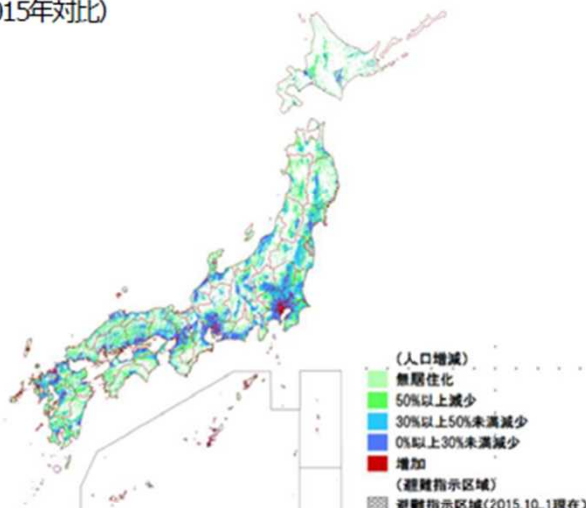 015年対比）
（人口増減）
無居住化
50%以上減少
30%以上50%未満減少
0%以上30%未満減少
増加
（避難指示区域）
避難指示区域(2015.10.1現在)